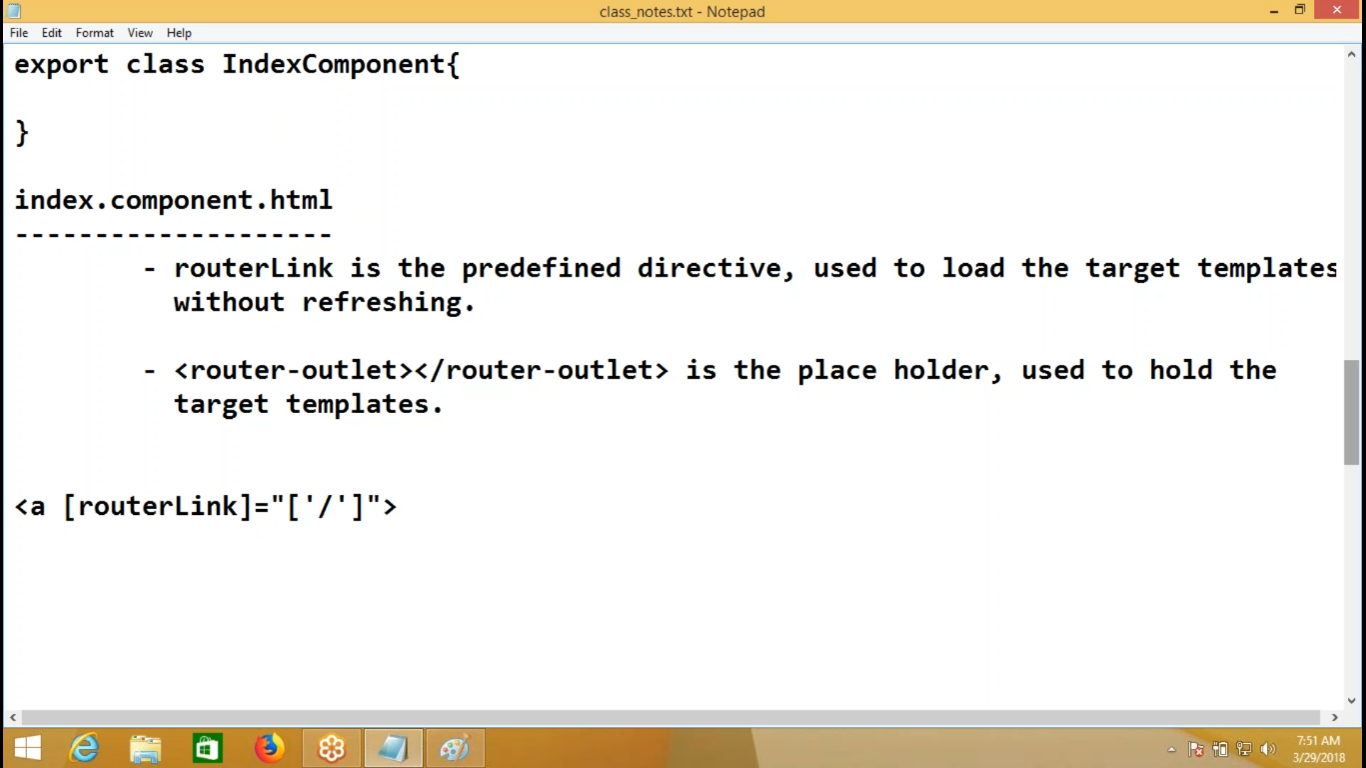 class_notes.txt - Notepad
File Edit Format View Help
export class IndexComponent{
}
index.component.html
--------------------
- routerLink is the predefined directive, used to load the target templates
without refreshing.
- <router-outlet></router-outlet> is the place holder, used to hold the
target templates.
<a [routerLink]="['/']">
7:51 AM
3/29/2018